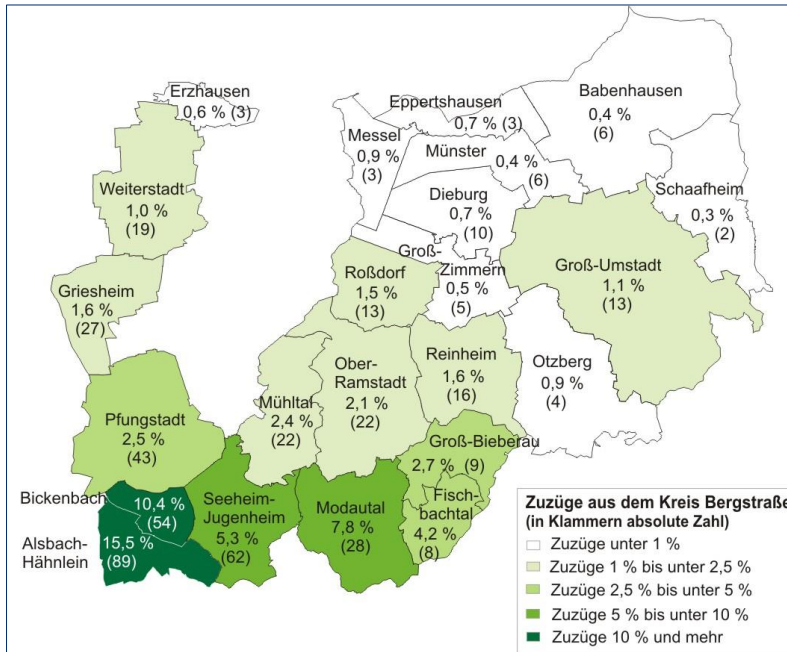 Erzhausen
0,6 % (3)
Eppertshausen
0,7 % (3)
Babenhausen
0,4 %
(6)
Messel
0,9 %
(3)
Münster
0,4 %
(6)
Schaafheim
0,3 %
(2)
Weiterstadt
1,0 %
(19)
Dieburg
0,7 %
(10)
Groß-
Zimmern
0,5 %
(5)
Groß-Umstadt
1,1 %
(13)
Roßdorf
1,5 %
(13)
Griesheim
1,6 %
(27)
Reinheim
1,6 %
(16)
Otzberg
0,9 %
(4)
Ober-
Ramstadt
2,1 %
(22)
Mühltal
2,4 %
(22)
Pfungstadt
2,5 %
(43)
Groß-Bieberau
2,7 % (9)
Fisch-
bachtal
4,2 %
(8)
Bickenbach
10,4 %
(54)
Seeheim-
Jugenheim
5,3 %
(62)
Modautal
7,8 %
(28)
Alsbach-
Hähnlein
15,5 %
(89)
Zuzüge aus dem Kreis Bergstraße
(in Klammern absolute Zahl)
Zuzüge unter 1 %
Zuzüge 1 % bis unter 2,5 %
Zuzüge 2,5 % bis unter 5 %
Zuzüge 5 % bis unter 10 %
Zuzüge 10 % und mehr